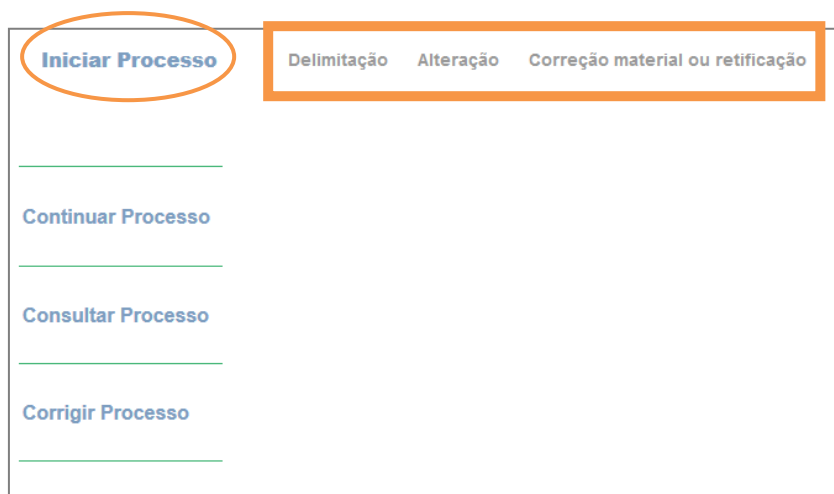 Iniciar Processo
Delimitação Alteração Correção material ou retificação
Continuar Processo
Consultar Processo
Corrigir Processo